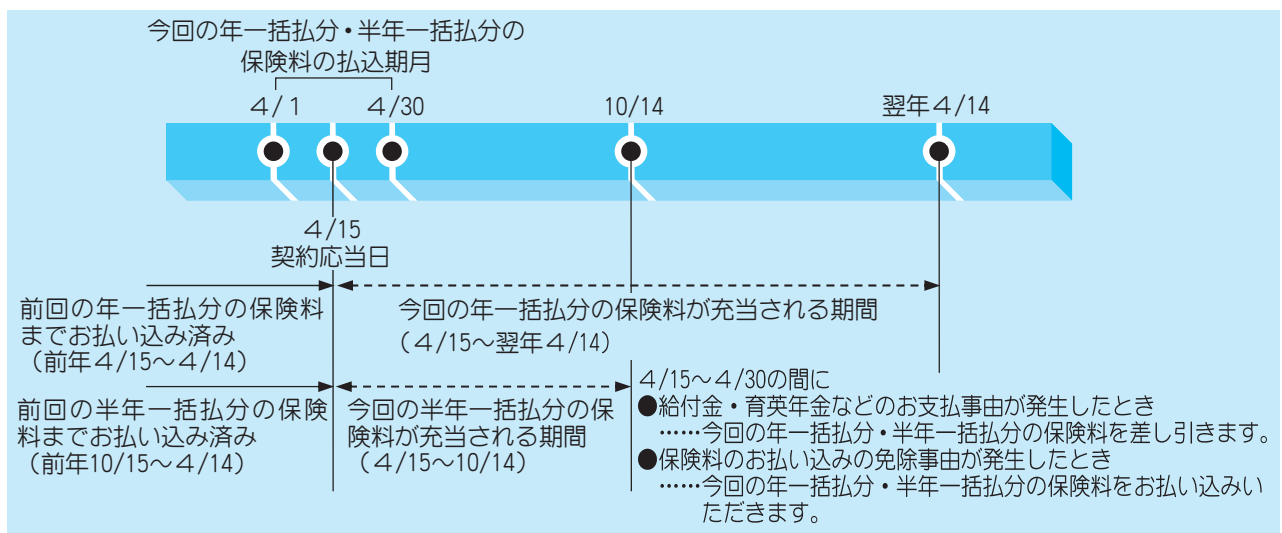 今回の年一括払分・半年一括払分の
保険料の払込期月
4/1
4/30
10/14
翌年4/14
4/15
契約応当日
前回の年一括払分の保険料
までお払い込み済み
(前年4/15～4/14)
今回の年一括払分の保険料が充当される期間
(4/15～翌年4/14)
前回の半年一括払分の保険
料までお払い込み済み
(前年10/15～4/14)
今回の半年一括払分の保
険料が充当される期間
(4/15～10/14)
4/15～4/30の間に
●給付金・育英年金などのお支払事由が発生したとき
……今回の年一括払分・半年一括払分の保険料を差し引きます。
●保険料のお払い込みの免除事由が発生したとき
……今回の年一括払分・半年一括払分の保険料をお払い込みい
ただきます。